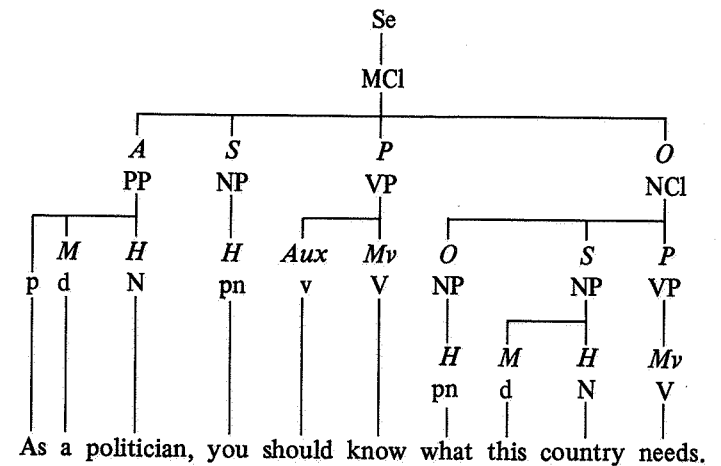 Se
MCl
A S P O
PP NP VP NCl
M H H Aux Mv O S P
p d N pn v V NP NP VP
H M H Mv
pn d N V
As a politician, you should know what this country needs.